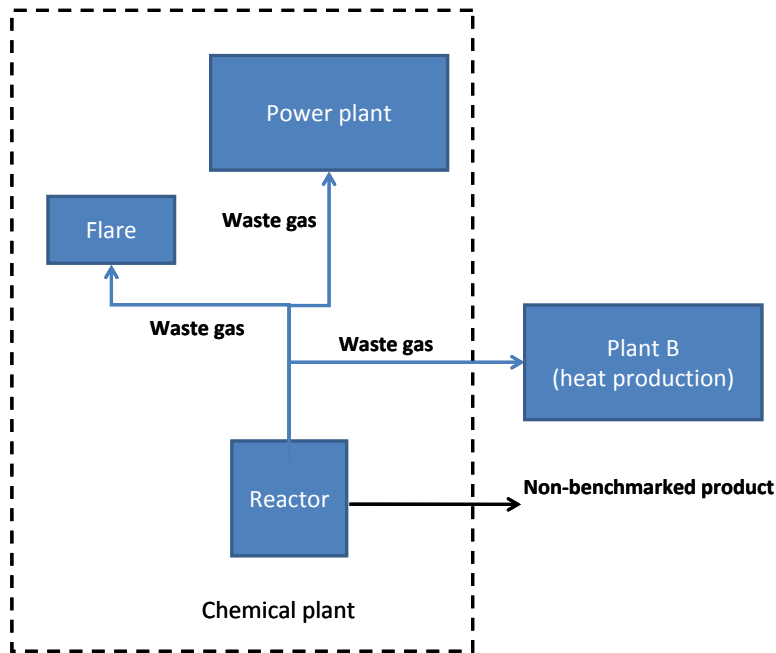 Power plant
Waste gas
Flare
Waste gas
Waste gas
Plant B
(heat production)
Reactor
Non-benchmarked product
Chemical plant